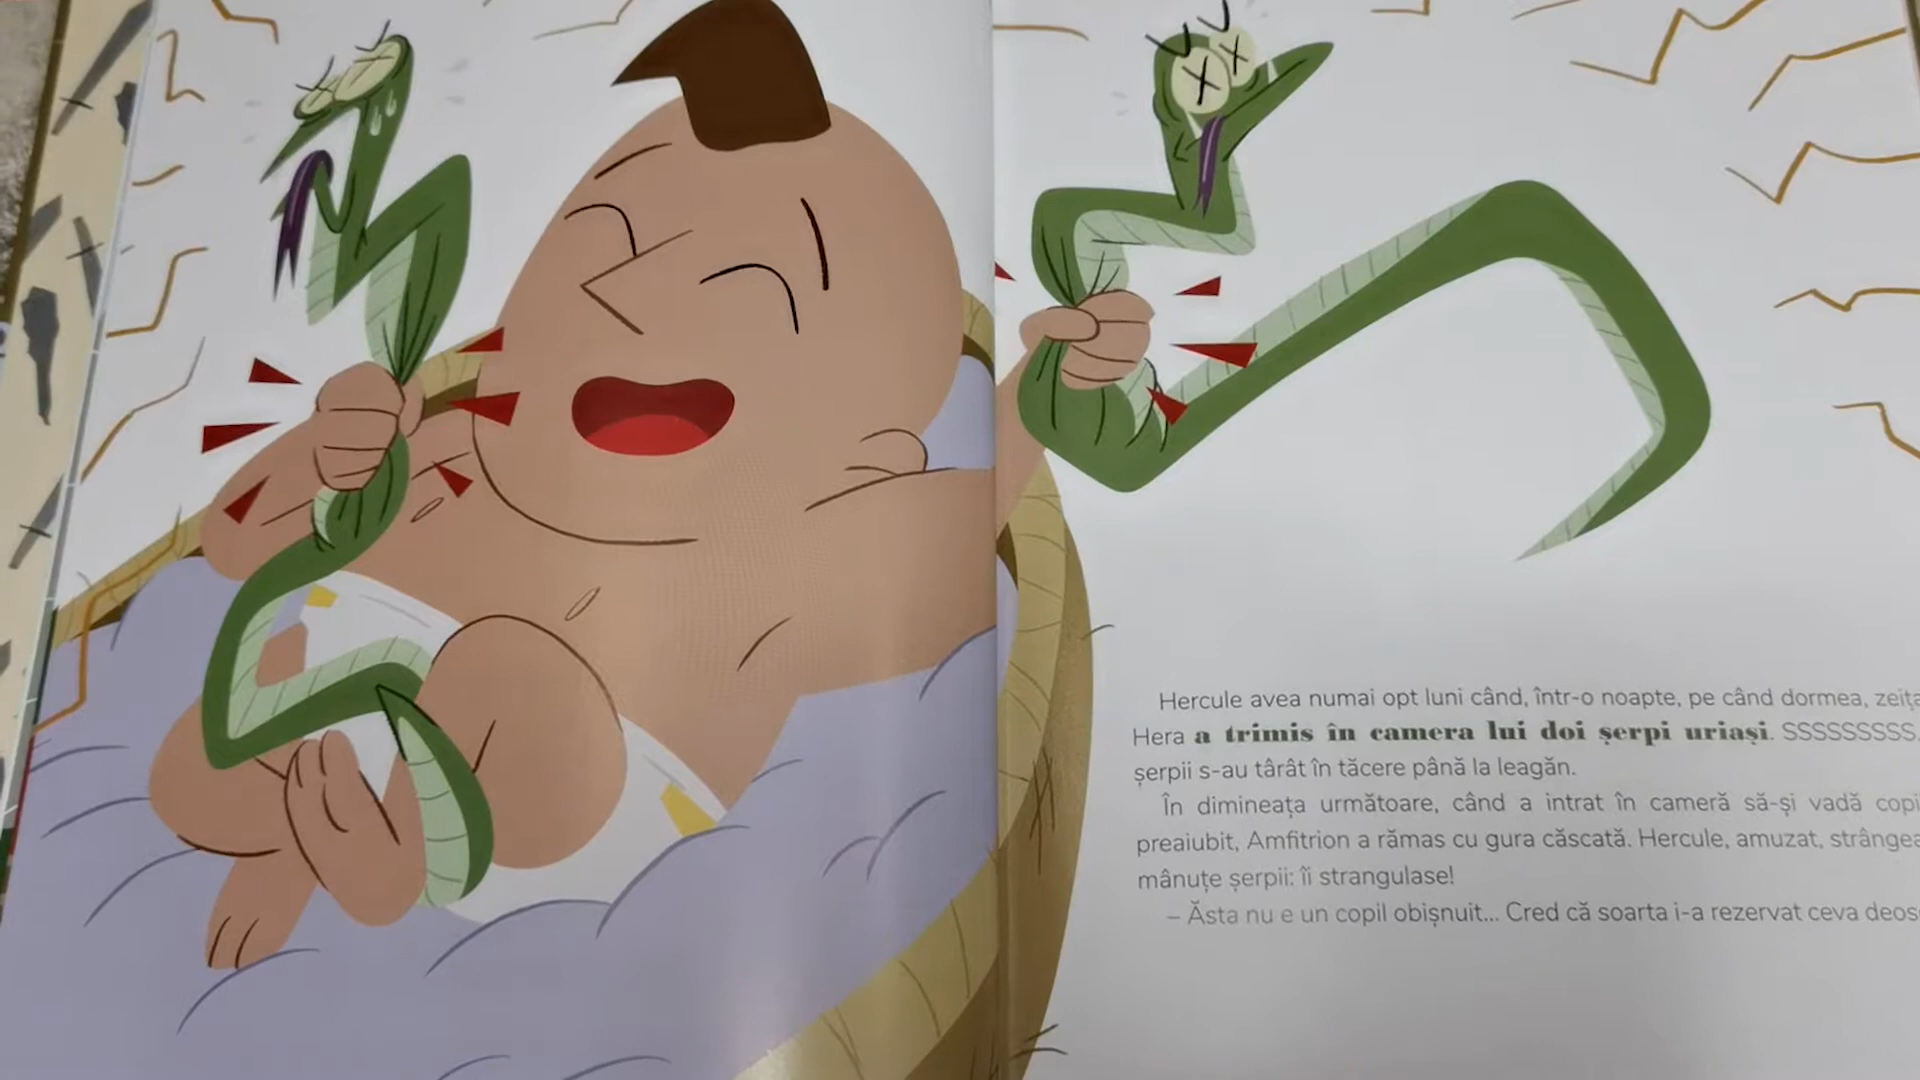 Hercule avea numai opt luni când, într-o noapte, pe când dormea, zeița
Hera a trimis în camera lui doi șerpi uriași. SSSSSSSSS,
șerpii s-au târât în tăcere până la leagăn.
În dimineața următoare, când a intrat în cameră să-și vadă copi
preaiubit, Amfitrion a rămas cu gura căscată. Hercule, amuzat, strângea
mânuțe șerpii: îi strangulase!
– Ăsta nu e un copil obișnuit... Cred că soarta i-a rezervat ceva deos